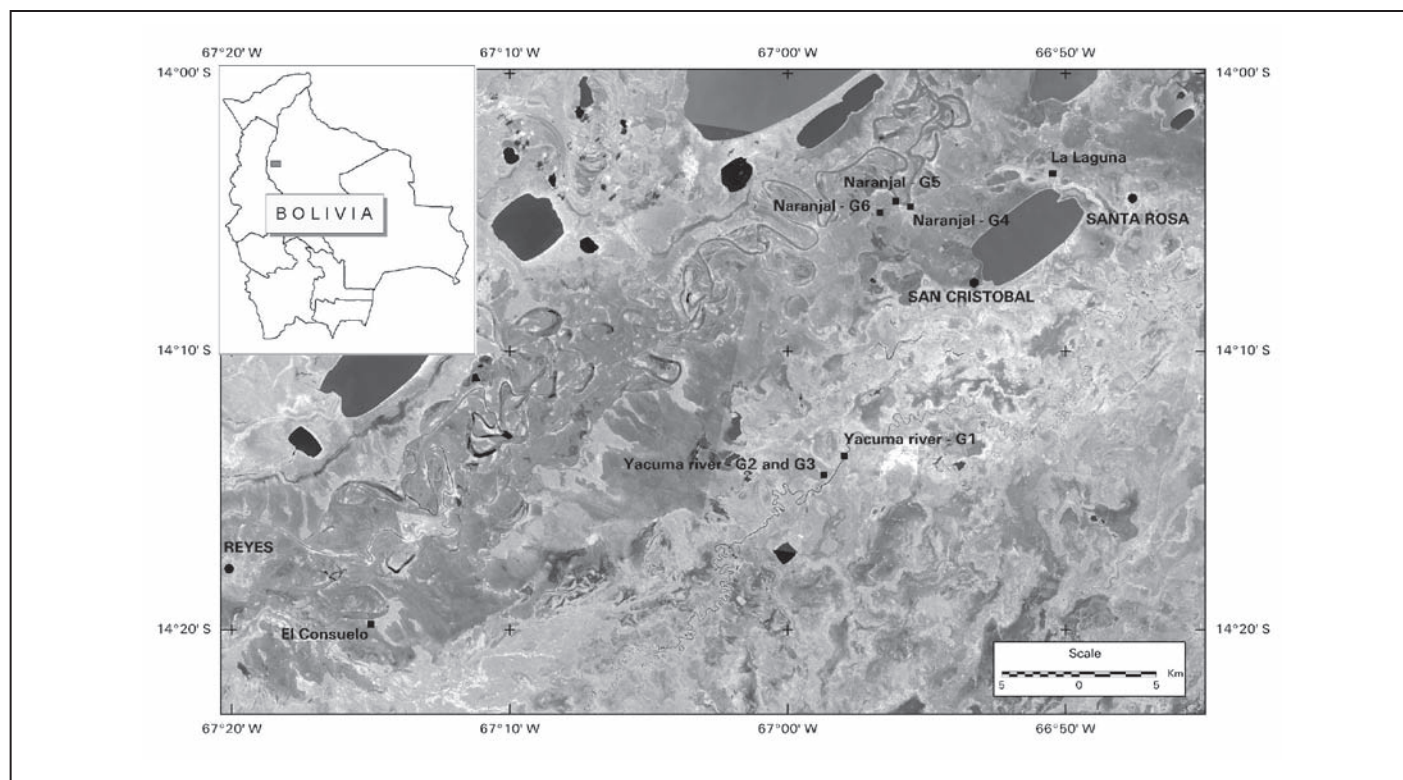 67°20' W 67°10' W 67°00' W 66°50' W
14°00' S 14°00' S
BOLIVIA
La Laguna
Naranjal - G5
Naranjal - G6
Naranjal - G4
SANTA ROSA
SAN CRISTOBAL
14°10' S 14°10' S
Yacuma river - G1
Yacuma river - G2 and G3
REYES
El Consuelo
14°20' S 14°20' S
Scale
Km
5 0 5
67°20' W 67°10' W 67°00' W 66°50' W